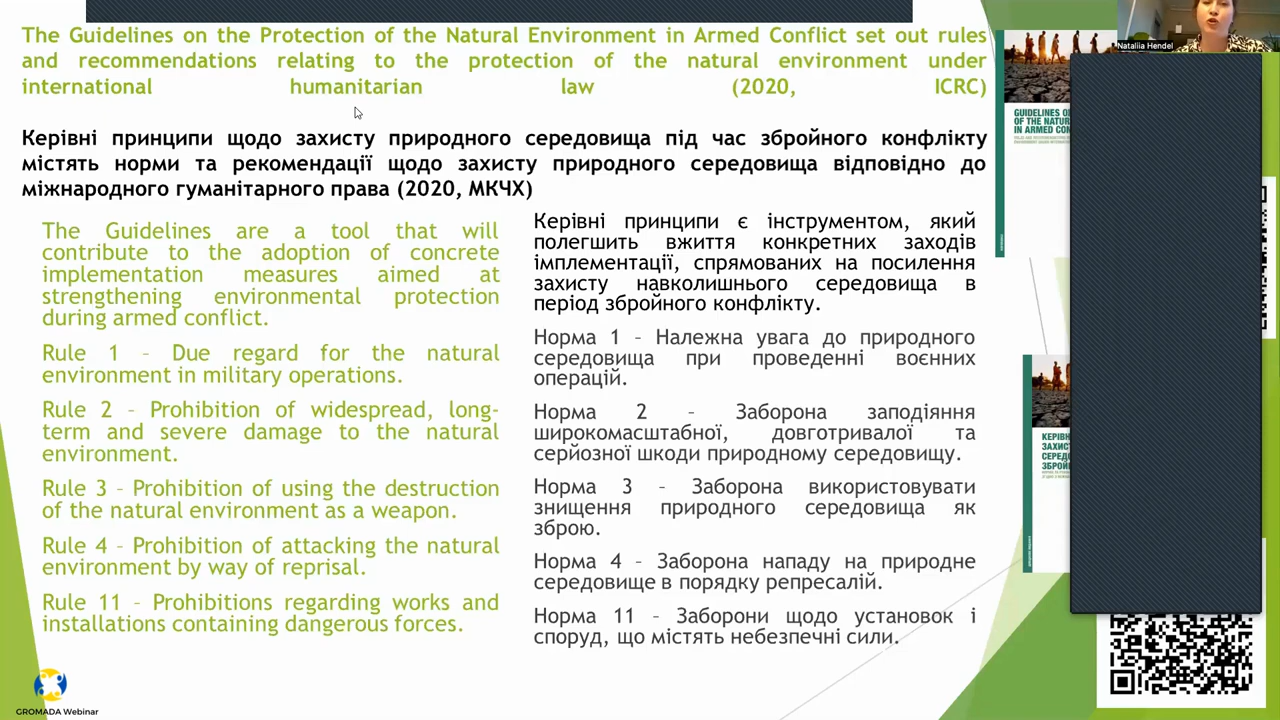 The Guidelines on the Protection of the Natural Environment in Armed Conflict set out rules
and recommendations relating to the protection of the natural environment under
international humanitarian law (2020, ICRC)
Керівні принципи щодо захисту природного середовища під час збройного конфлікту
містять норми та рекомендації щодо захисту природного середовища відповідно до
міжнародного гуманітарного права (2020, МКЧХ)
The Guidelines are a tool that will
contribute to the adoption of concrete
implementation measures aimed at
strengthening environmental protection
during armed conflict.
Rule 1 – Due regard for the natural
environment in military operations.
Rule 2 – Prohibition of widespread, long-
term and severe damage to the natural
environment.
Rule 3 – Prohibition of using the destruction
of the natural environment as a weapon.
Rule 4 – Prohibition of attacking the natural
environment by way of reprisal.
Rule 11 – Prohibitions regarding works and
installations containing dangerous forces.
Керівні принципи є інструментом, який
полегшить вжиття конкретних заходів
імплементації, спрямованих на посилення
захисту навколишнього середовища в
період збройного конфлікту.
Норма 1 – Належна увага до природного
середовища при проведенні воєнних
операцій.
Норма 2 – Заборона заподіяння
широкомасштабної, довготривалої та
серйозної шкоди природному середовищу.
Норма 3 – Заборона використовувати
знищення природного середовища як
зброю.
Норма 4 – Заборона нападу на природне
середовище в порядку репресалій.
Норма 11 – Заборони щодо установок і
споруд, що містять небезпечні сили.
Nataliia Hendel
GUIDELINES
OF THE
IN ARMED
GROMADA Webinar